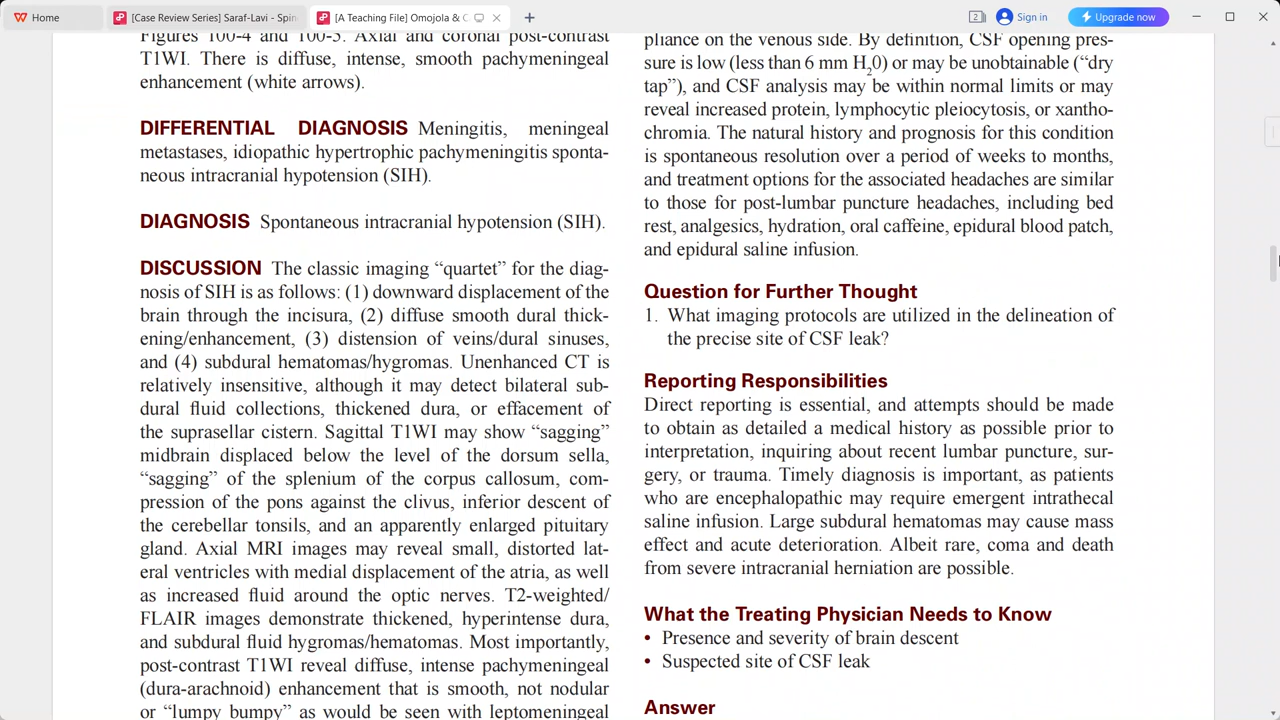 Home
[Case Review Series] Saraf-Lavi - Spin
[A Teaching File] Omojola & C
2
Sign in
Upgrade now
Figures 100-4 and 100-5. Axial and coronal post-contrast
T1WI. There is diffuse, intense, smooth pachymeningeal
enhancement (white arrows).
DIFFERENTIAL DIAGNOSIS Meningitis, meningeal
metastases, idiopathic hypertrophic pachymeningitis sponta-
neous intracranial hypotension (SIH).
DIAGNOSIS Spontaneous intracranial hypotension (SIH).
DISCUSSION The classic imaging “quartet” for the diag-
nosis of SIH is as follows: (1) downward displacement of the
brain through the incisura, (2) diffuse smooth dural thick-
ening/enhancement, (3) distension of veins/dural sinuses,
and (4) subdural hematomas/hygromas. Unenhanced CT is
relatively insensitive, although it may detect bilateral sub-
dural fluid collections, thickened dura, or effacement of
the suprasellar cistern. Sagittal T1WI may show “sagging”
midbrain displaced below the level of the dorsum sella,
“sagging” of the splenium of the corpus callosum, com-
pression of the pons against the clivus, inferior descent of
the cerebellar tonsils, and an apparently enlarged pituitary
gland. Axial MRI images may reveal small, distorted lat-
eral ventricles with medial displacement of the atria, as well
as increased fluid around the optic nerves. T2-weighted/
FLAIR images demonstrate thickened, hyperintense dura,
and subdural fluid hygromas/hematomas. Most importantly,
post-contrast T1WI reveal diffuse, intense pachymeningeal
(dura-arachnoid) enhancement that is smooth, not nodular
or “lumpy bumpy” as would be seen with leptomeningeal
pliance on the venous side. By definition, CSF opening pres-
sure is low (less than 6 mm H₂0) or may be unobtainable (“dry
tap”), and CSF analysis may be within normal limits or may
reveal increased protein, lymphocytic pleiocytosis, or xantho-
chromia. The natural history and prognosis for this condition
is spontaneous resolution over a period of weeks to months,
and treatment options for the associated headaches are similar
to those for post-lumbar puncture headaches, including bed
rest, analgesics, hydration, oral caffeine, epidural blood patch,
and epidural saline infusion.
Question for Further Thought
1. What imaging protocols are utilized in the delineation of
the precise site of CSF leak?
Reporting Responsibilities
Direct reporting is essential, and attempts should be made
to obtain as detailed a medical history as possible prior to
interpretation, inquiring about recent lumbar puncture, sur-
gery, or trauma. Timely diagnosis is important, as patients
who are encephalopathic may require emergent intrathecal
saline infusion. Large subdural hematomas may cause mass
effect and acute deterioration. Albeit rare, coma and death
from severe intracranial herniation are possible.
What the Treating Physician Needs to Know
• Presence and severity of brain descent
• Suspected site of CSF leak
Answer